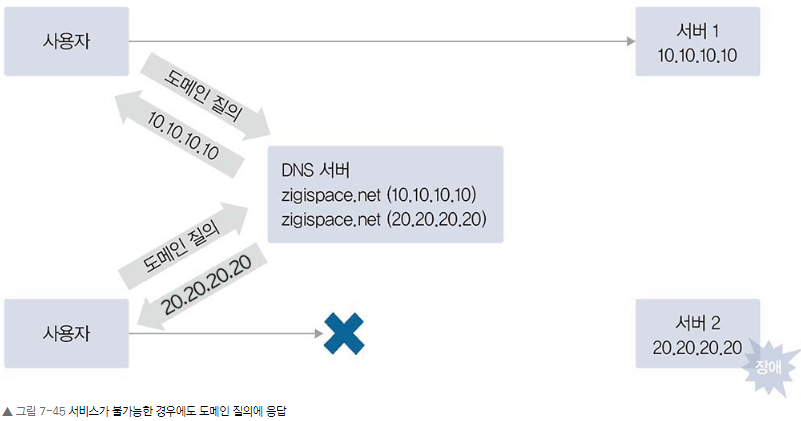 사용자
서버 1
10.10.10.10
도메인 질의
10.10.10.10
DNS 서버
zigispace.net (10.10.10.10)
zigispace.net (20.20.20.20)
도메인 질의
20.20.20.20
사용자
서버 2
20.20.20.20
장애
▲ 그림 7-45 서비스가 불가능한 경우에도 도메인 질의에 응답